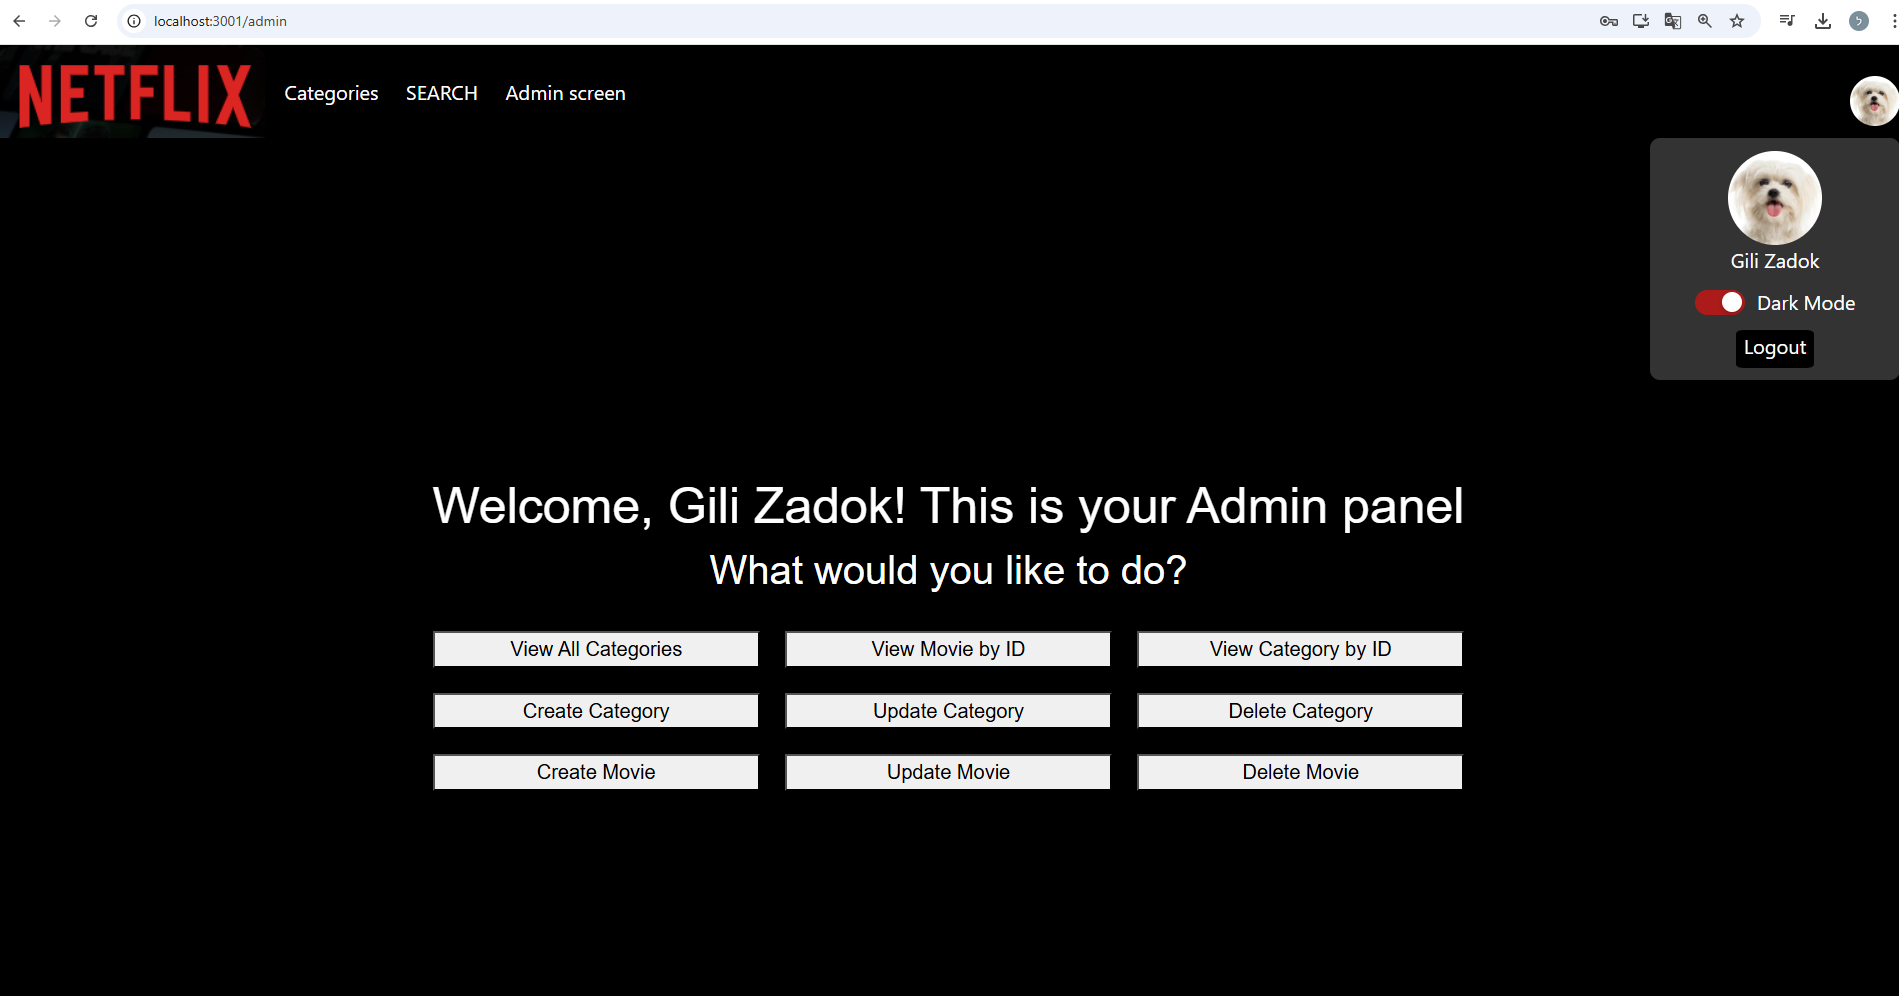 localhost:3001/admin
NETFLIX
Categories SEARCH Admin screen
Gili Zadok
Dark Mode
Logout
Welcome, Gili Zadok! This is your Admin panel
What would you like to do?
View All Categories View Movie by ID View Category by ID
Create Category Update Category Delete Category
Create Movie Update Movie Delete Movie